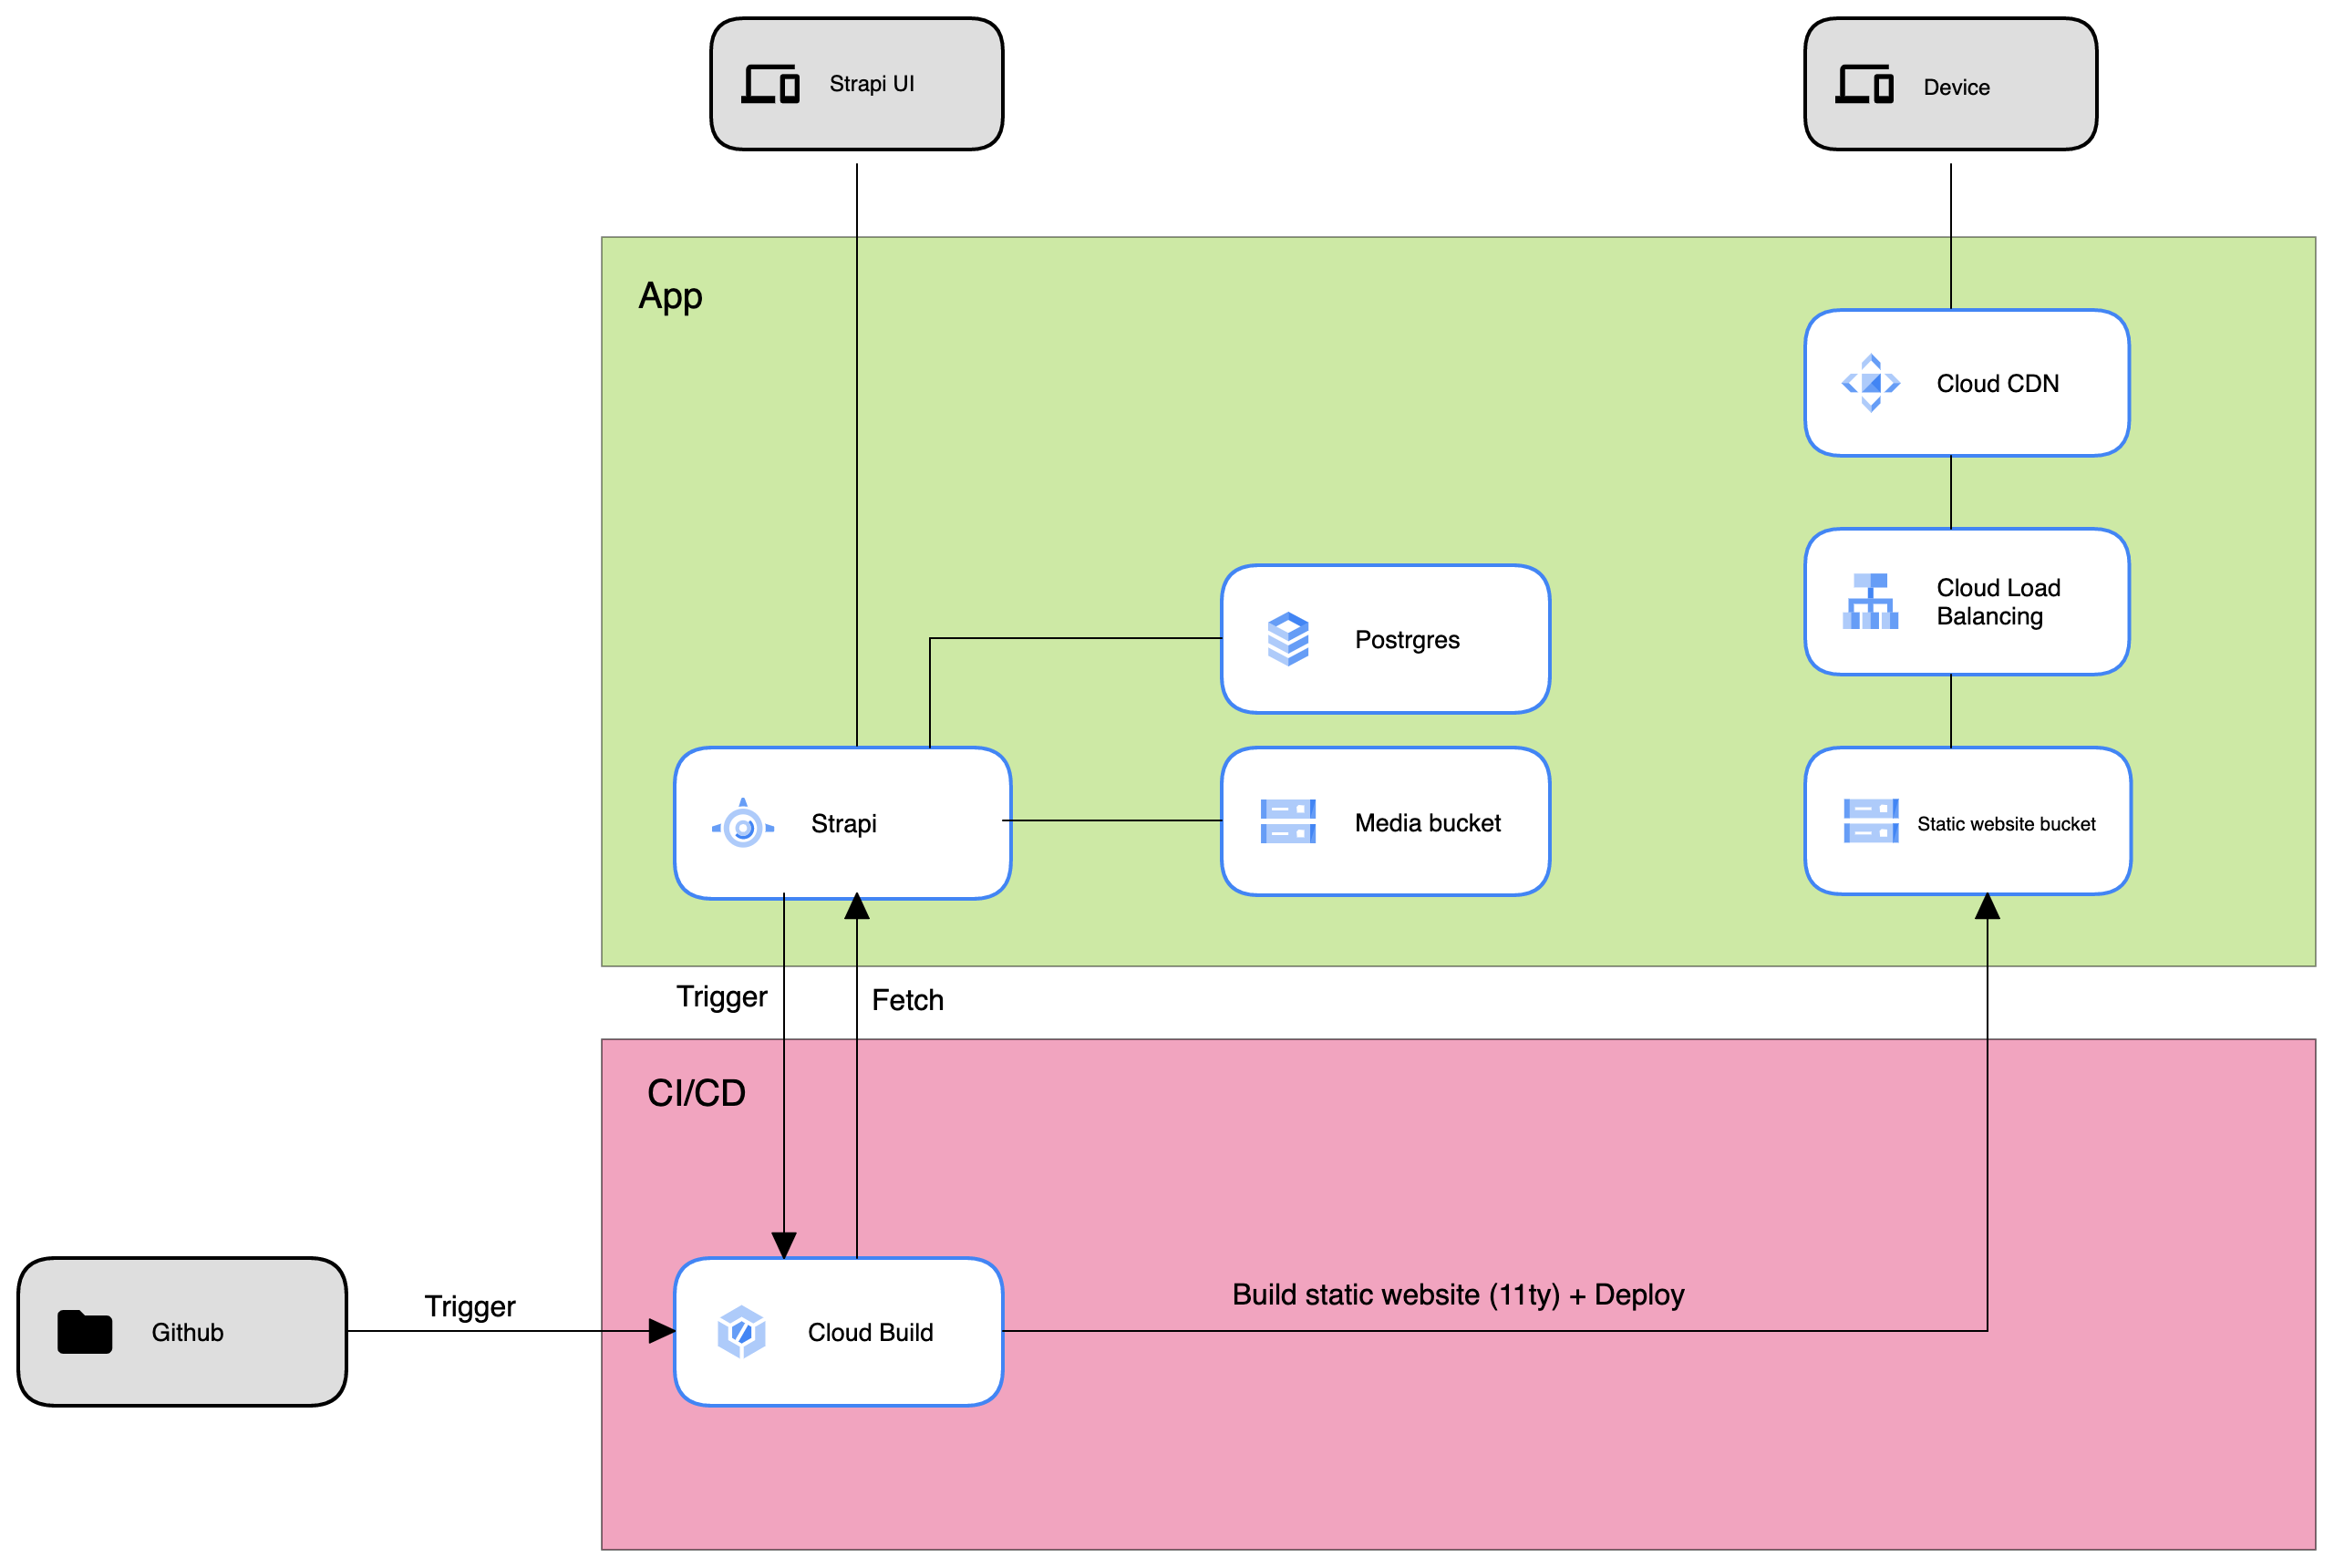 Strapi UI
Device
App
Cloud CDN
Cloud Load
Balancing
Postrgres
Strapi
Media bucket
Static website bucket
Trigger
Fetch
CI/CD
Github
Trigger
Cloud Build
Build static website (11ty) + Deploy